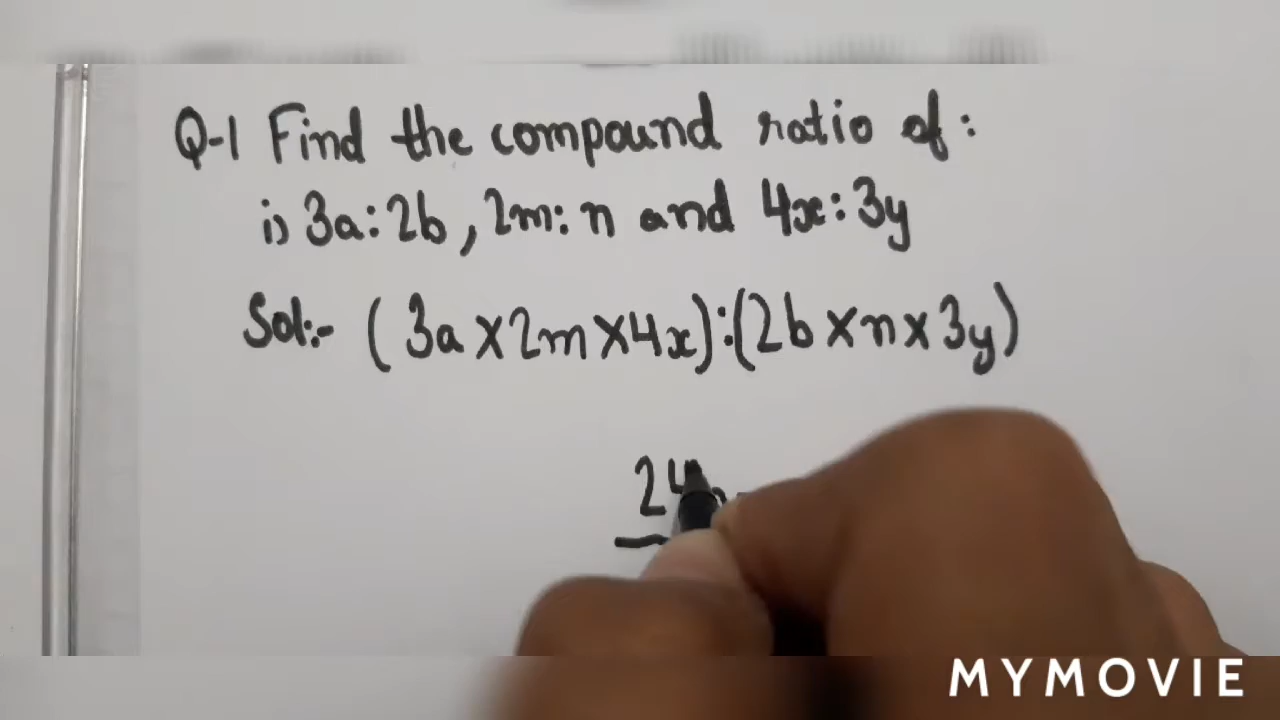 Q-1 Find the compound ratio of:
i) 3a:2b, 2m:n and 4x:3y
Sol:- (3a×2m×4x):(2b×n×3y)
24
MYMOVIE